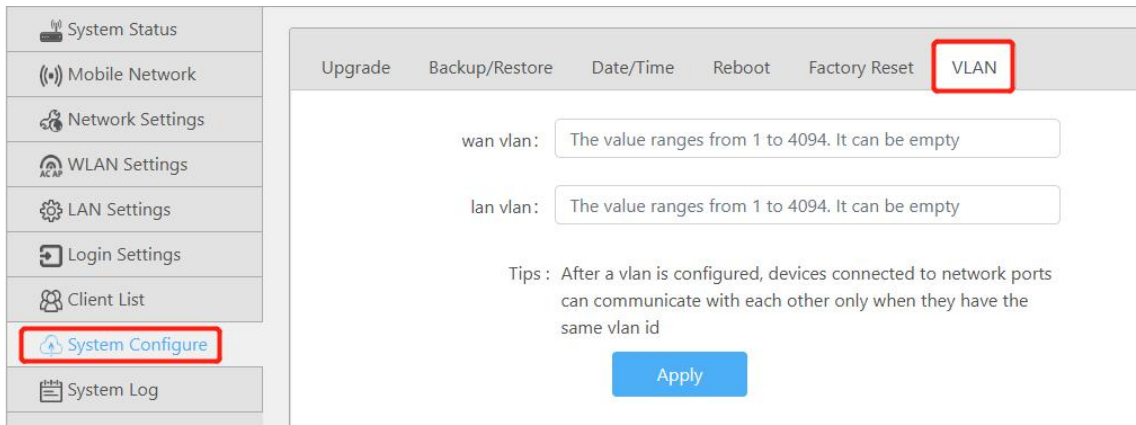 System Status
Mobile Network
Network Settings
AC AP
WLAN Settings
LAN Settings
Login Settings
Client List
System Configure
System Log
Upgrade Backup/Restore Date/Time Reboot Factory Reset VLAN
wan vlan: The value ranges from 1 to 4094. It can be empty
lan vlan: The value ranges from 1 to 4094. It can be empty
Tips : After a vlan is configured, devices connected to network ports
can communicate with each other only when they have the
same vlan id
Apply